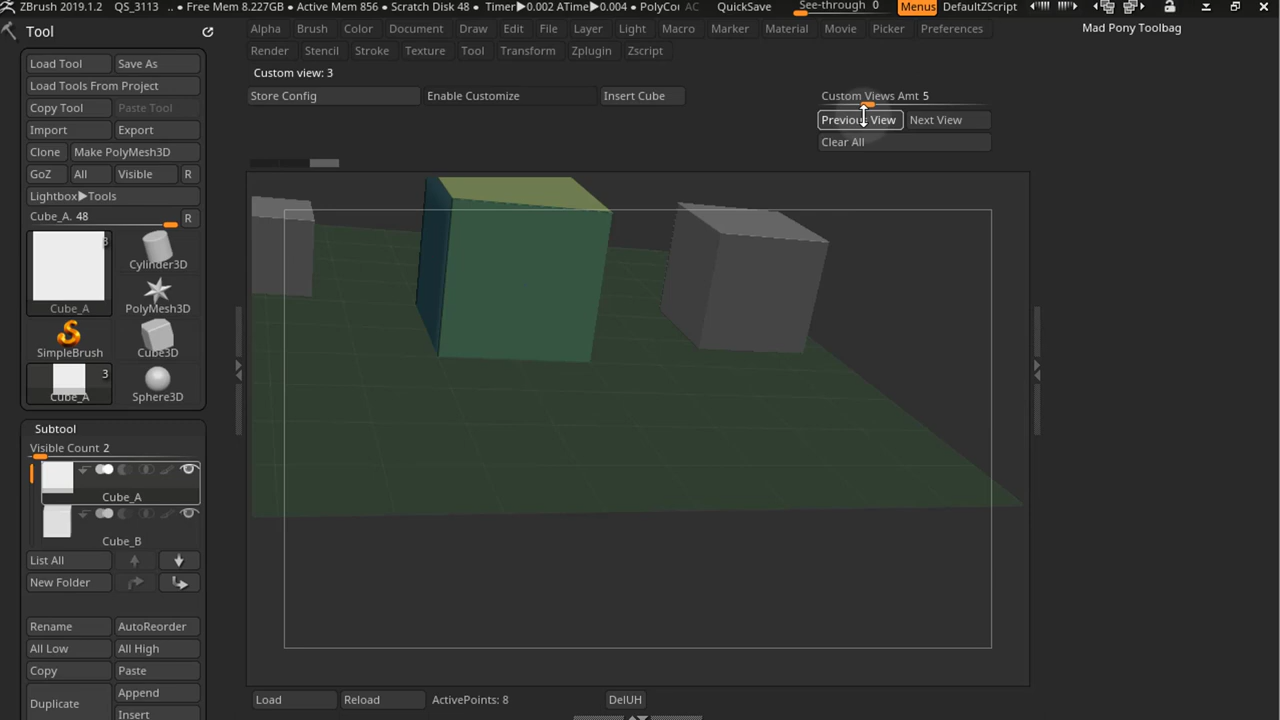 ZBrush 2019.1.2 QS_3113 .. • Free Mem 8.227GB • Active Mem 856 • Scratch Disk 48 • Timer▶0.002 ATime▶0.004 • PolyCo AC QuickSave See-through 0 Menus DefaultZScript
Tool
Alpha Brush Color Document Draw Edit File Layer Light Macro Marker Material Movie Picker Preferences
Mad Pony Toolbag
Render Stencil Stroke Texture Tool Transform Zplugin Zscript
Load Tool Save As
Custom view: 3
Load Tools From Project
Store Config Enable Customize Insert Cube Custom Views Amt 5
Copy Tool Paste Tool
Previous View Next View
Import Export
Clear All
Clone Make PolyMesh3D
GoZ All Visible R
Lightbox▶Tools
Cube_A. 48 R
3
Cylinder3D
Cube_A PolyMesh3D
SimpleBrush Cube3D
3
Cube_A Sphere3D
Subtool
Visible Count 2
Cube_A
Cube_B
List All
New Folder
Rename AutoReorder
All Low All High
Copy Paste
Duplicate Append
Insert
Load Reload ActivePoints: 8 DelUH